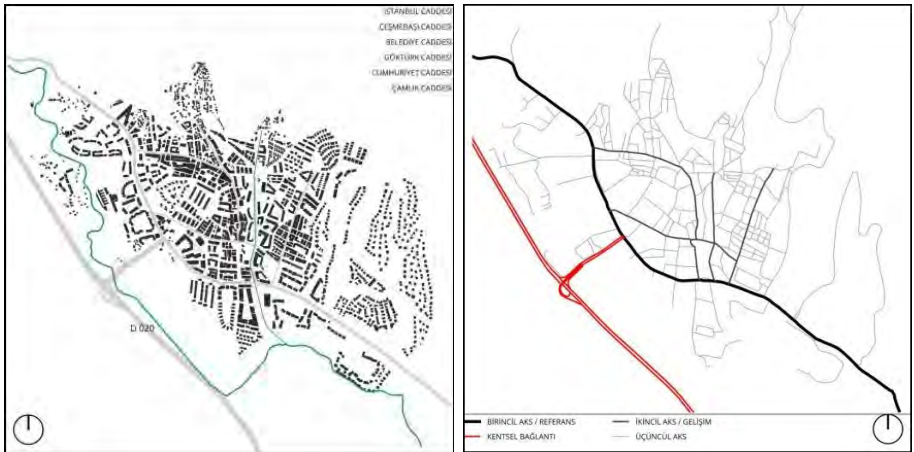 İSTANBUL CADDESİ
ÇEŞMEBAŞI CADDESİ
BELEDİYE CADDESİ
GÖKTÜRK CADDESİ
CUMHURİYET CADDESİ
ÇAMLIK CADDESİ
D 020
BİRİNCİL AKS / REFERANS
İKİNCİL AKS / GELİŞİM
KENTSEL BAĞLANTI
ÜÇÜNCÜL AKS